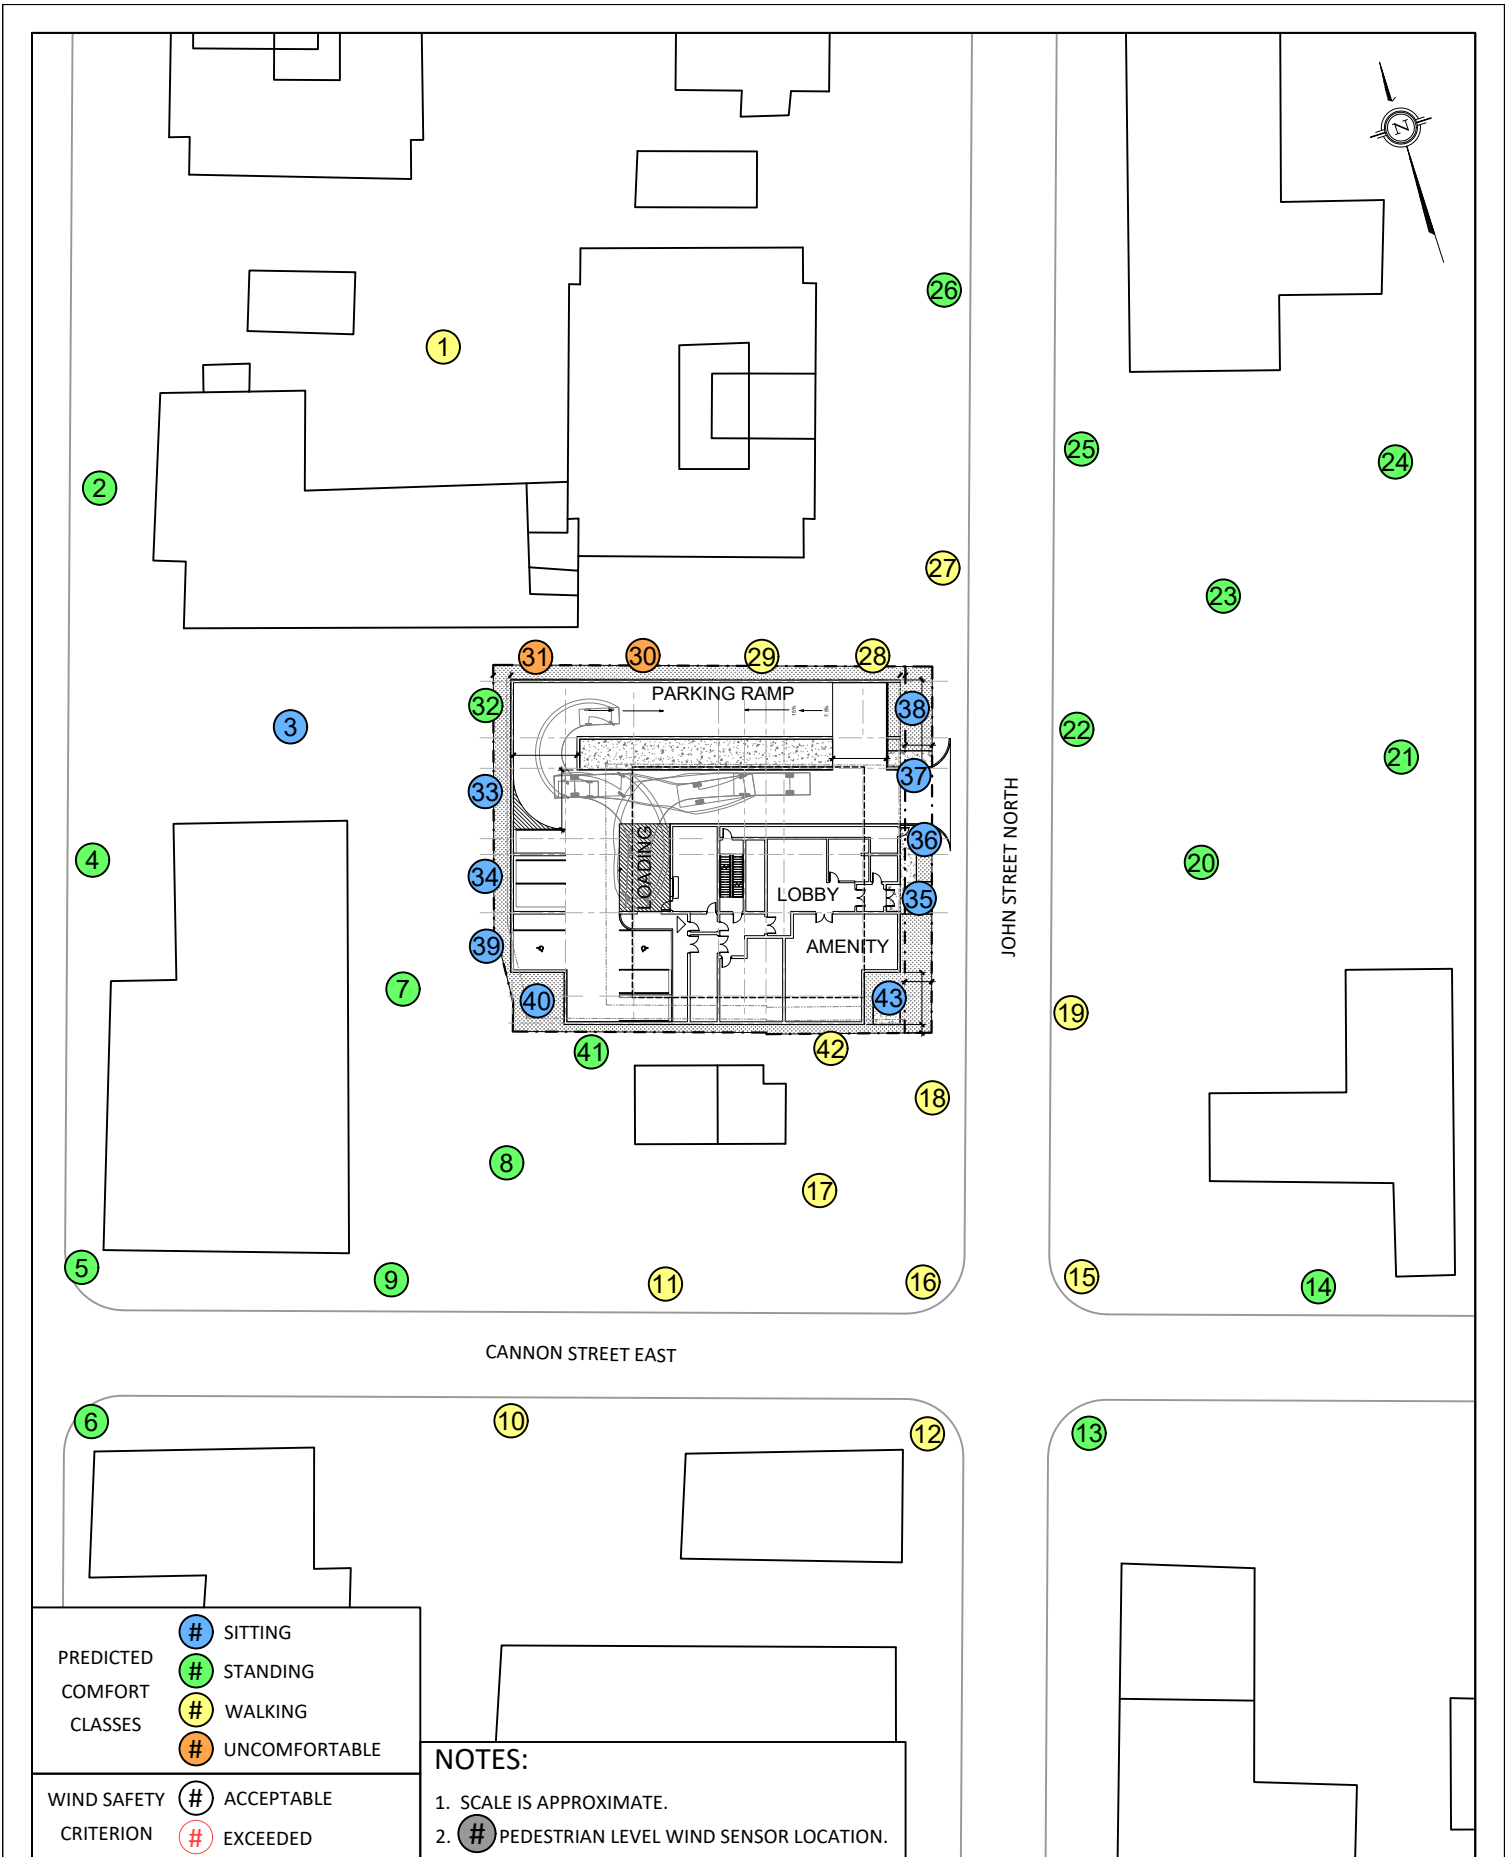 N
26
1
25
24
2
27
23
31
30
29
28
PARKING RAMP
32
38
3
22
21
37
33
JOHN STREET NORTH
36
4
20
LOADING
34
LOBBY
35
39
AMENITY
7
40
43
19
41
42
18
8
17
5
9
11
16
15
14
CANNON STREET EAST
6
10
12
13
PREDICTED
COMFORT
CLASSES
# SITTING
# STANDING
# WALKING
# UNCOMFORTABLE
WIND SAFETY
CRITERION
# ACCEPTABLE
# EXCEEDED
NOTES:
1. SCALE IS APPROXIMATE.
2. # PEDESTRIAN LEVEL WIND SENSOR LOCATION.